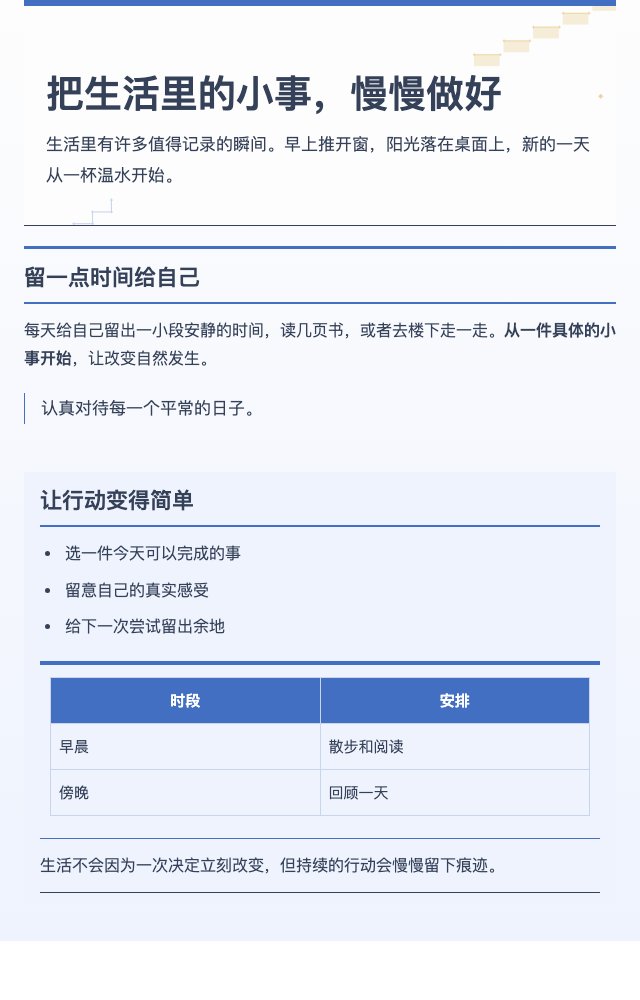 把生活里的小事，慢慢做好
生活里有许多值得记录的瞬间。早上推开窗，阳光落在桌面上，新的一天
从一杯温水开始。
留一点时间给自己
每天给自己留出一小段安静的时间，读几页书，或者去楼下走一走。从一件具体的小
事开始，让改变自然发生。
认真对待每一个平常的日子。
让行动变得简单
• 选一件今天可以完成的事
• 留意自己的真实感受
• 给下一次尝试留出余地
时段 安排
早晨 散步和阅读
傍晚 回顾一天
生活不会因为一次决定立刻改变，但持续的行动会慢慢留下痕迹。